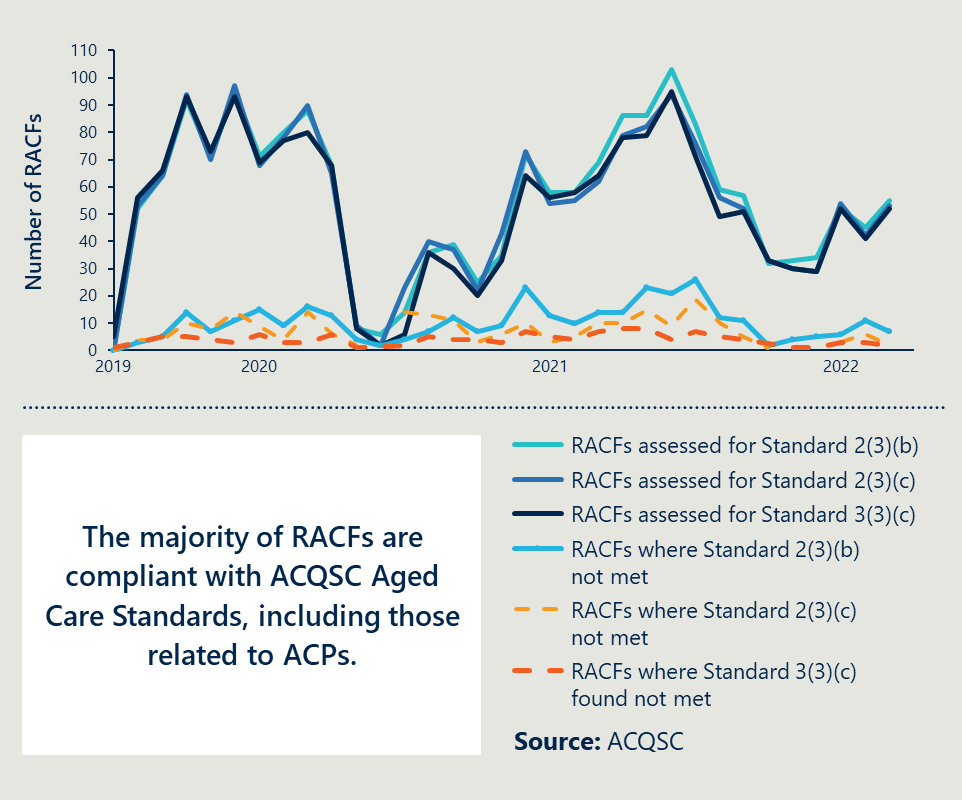 110
100
90
80
70
60
50
40
30
20
10
0
Number of RACFs
2019
2020
2021
2022
The majority of RACFs are
compliant with ACQSC Aged
Care Standards, including those
related to ACPs.
RACFs assessed for Standard 2(3)(b)
RACFs assessed for Standard 2(3)(c)
RACFs assessed for Standard 3(3)(c)
RACFs where Standard 2(3)(b)
not met
RACFs where Standard 2(3)(c)
not met
RACFs where Standard 3(3)(c)
found not met
Source: ACQSC